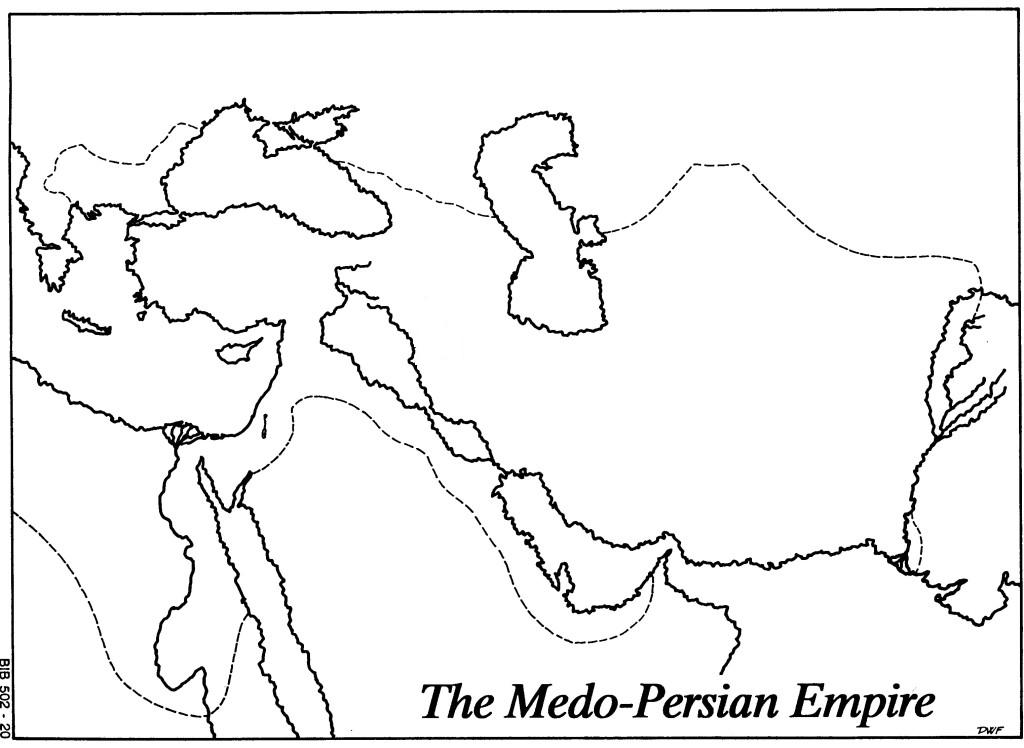 The Medo-Persian Empire
BIB 502 - 20
DWF